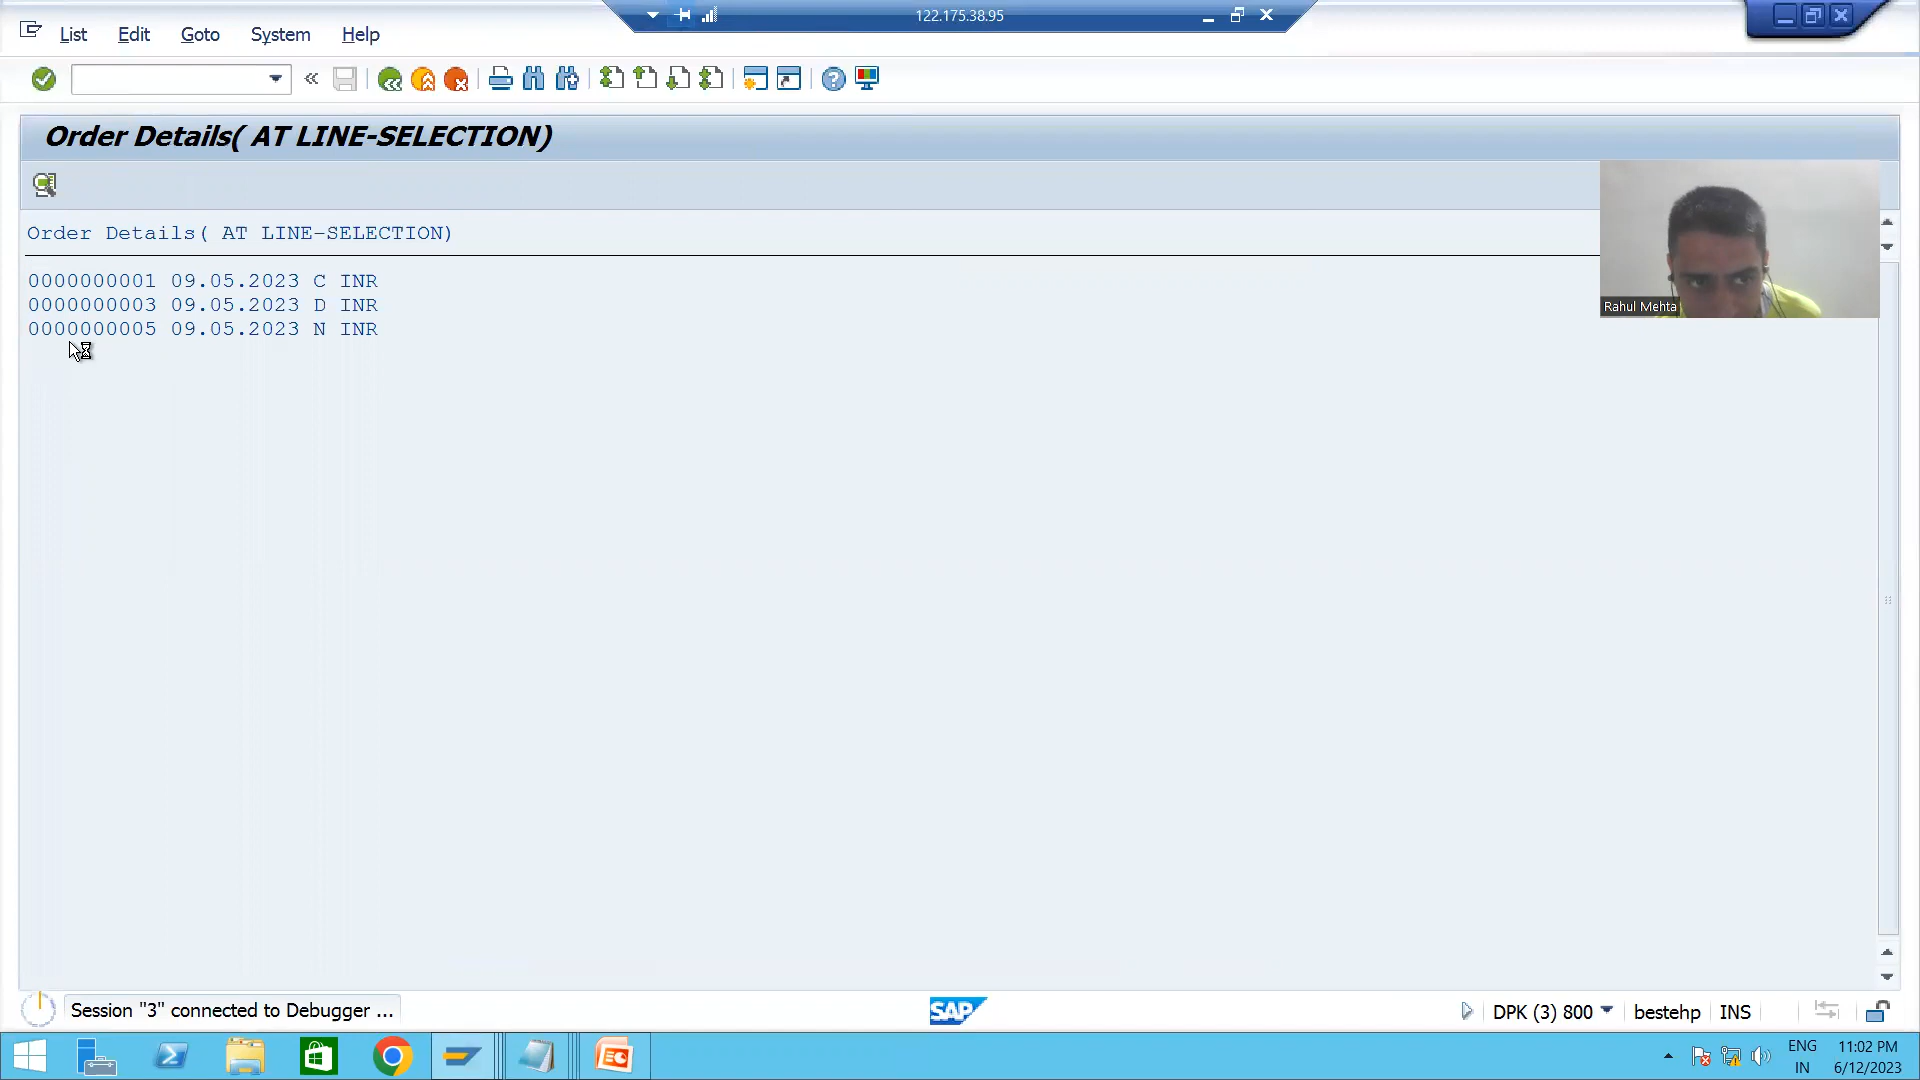 122.175.38.95
List Edit Goto System Help
Order Details( AT LINE-SELECTION)
Order Details( AT LINE-SELECTION)
0000000001 09.05.2023 C INR
0000000003 09.05.2023 D INR
0000000005 09.05.2023 N INR
Rahul Mehta
Session "3" connected to Debugger ...
SAP
DPK (3) 800
bestehp
INS
ENG
IN
11:02 PM
6/12/2023